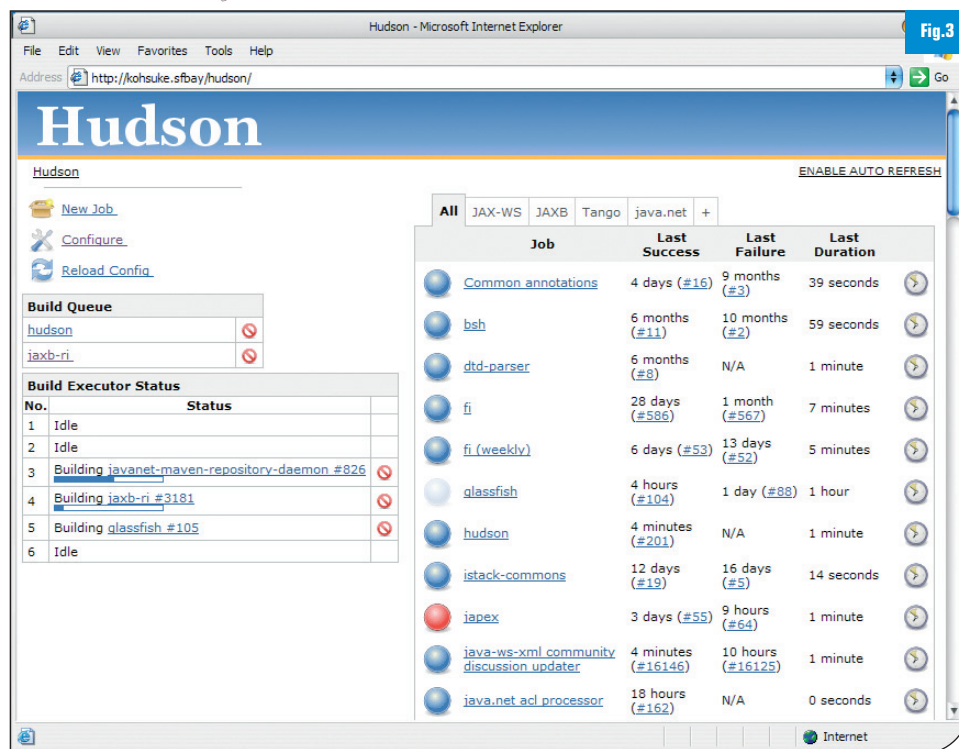 Hudson - Microsoft Internet Explorer
Fig.3
File Edit View Favorites Tools Help
Address http://kohsuke.sfbay/hudson/ Go
Hudson
Hudson
ENABLE AUTO REFRESH
New Job
Configure
Reload Config
Build Queue
hudson
jaxb-ri
Build Executor Status
No. Status
1 Idle
2 Idle
3 Building javanet-maven-repository-daemon #826
4 Building jaxb-ri #3181
5 Building glassfish #105
6 Idle
All JAX-WS JAXB Tango java.net +
Job Last Success Last Failure Last Duration
Common annotations 4 days (#16) 9 months (#3) 39 seconds
bsh 6 months (#11) 10 months (#2) 59 seconds
dtd-parser 6 months (#8) N/A 1 minute
fi 28 days (#586) 1 month (#567) 7 minutes
fi (weekly) 6 days (#53) 13 days (#52) 5 minutes
glassfish 4 hours (#104) 1 day (#88) 1 hour
hudson 4 minutes (#201) N/A 1 minute
istack-commons 12 days (#19) 16 days (#5) 14 seconds
japex 3 days (#55) 9 hours (#64) 1 minute
java-ws-xml community discussion updater 4 minutes (#16146) 10 hours (#16125) 1 minute
java.net acl processor 18 hours (#162) N/A 0 seconds
Internet